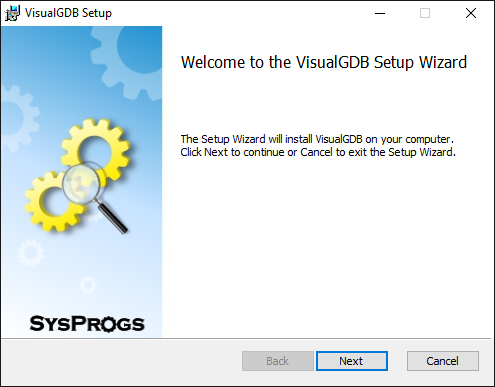 VisualGDB Setup
Welcome to the VisualGDB Setup Wizard
The Setup Wizard will install VisualGDB on your computer.
Click Next to continue or Cancel to exit the Setup Wizard.
SYSPROGS
Back
Next
Cancel